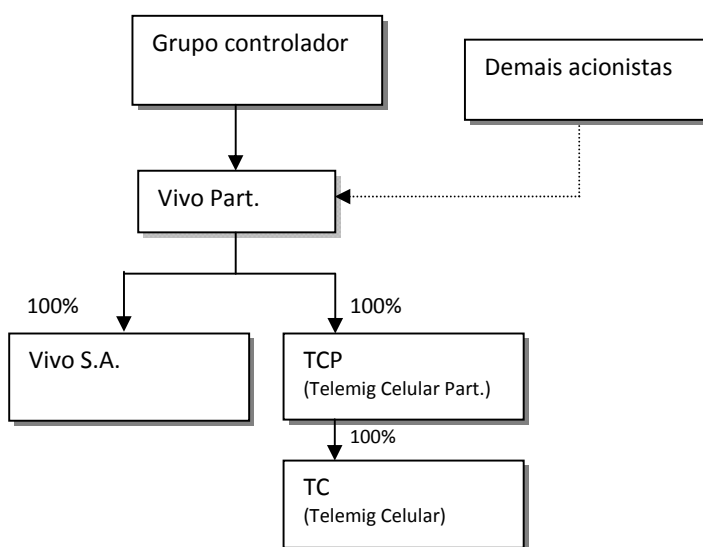 Grupo controlador
Demais acionistas
Vivo Part.
100%
100%
Vivo S.A.
TCP
(Telemig Celular Part.)
100%
TC
(Telemig Celular)